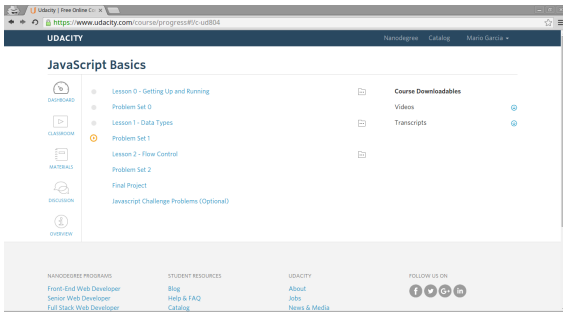 Udacity | Free Online Co
https://www.udacity.com/course/progress#!/c-ud804
UDACITY
Nanodegree Catalog Mario Garcia
JavaScript Basics
DASHBOARD
CLASSROOM
MATERIALS
DISCUSSION
OVERVIEW
Lesson 0 - Getting Up and Running
Problem Set 0
Lesson 1 - Data Types
Problem Set 1
Lesson 2 - Flow Control
Problem Set 2
Final Project
Javascript Challenge Problems (Optional)
Course Downloadables
Videos
Transcripts
NANODEGREE PROGRAMS
Front-End Web Developer
Senior Web Developer
Full Stack Web Developer
STUDENT RESOURCES
Blog
Help & FAQ
Catalog
UDACITY
About
Jobs
News & Media
FOLLOW US ON
f G+ in